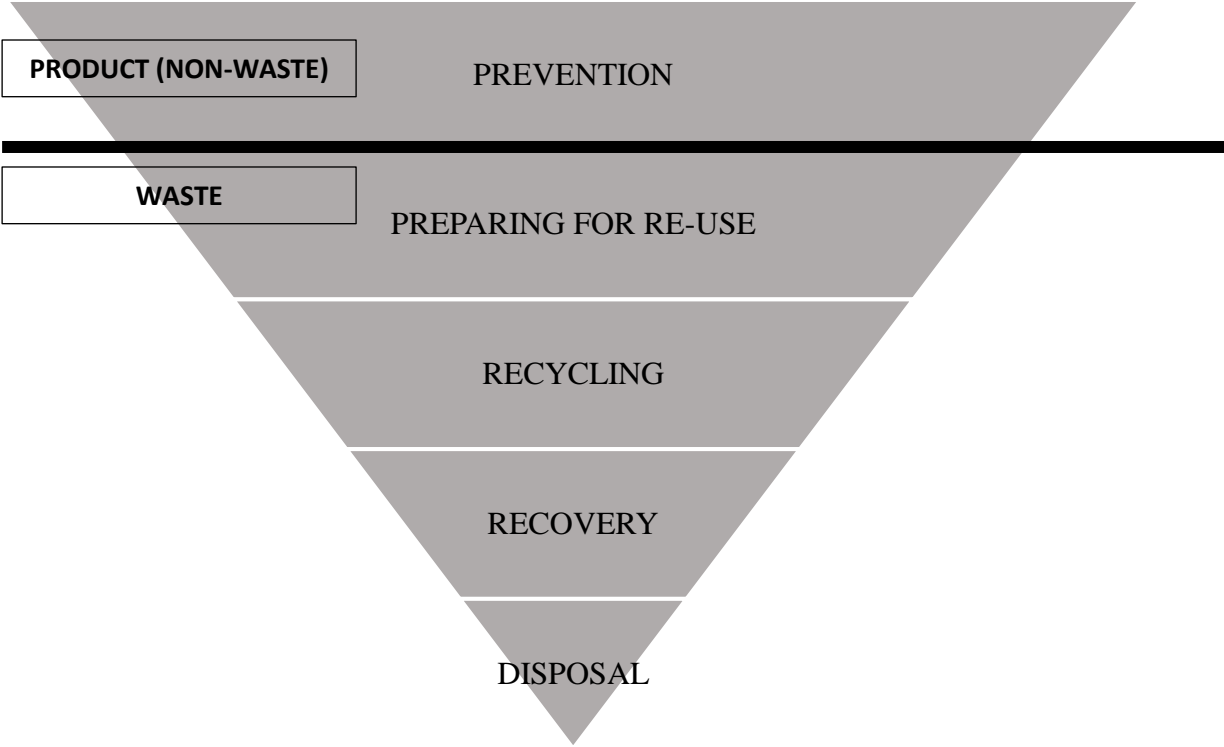 PRODUCT (NON-WASTE)
PREVENTION
WASTE
PREPARING FOR RE-USE
RECYCLING
RECOVERY
DISPOSAL